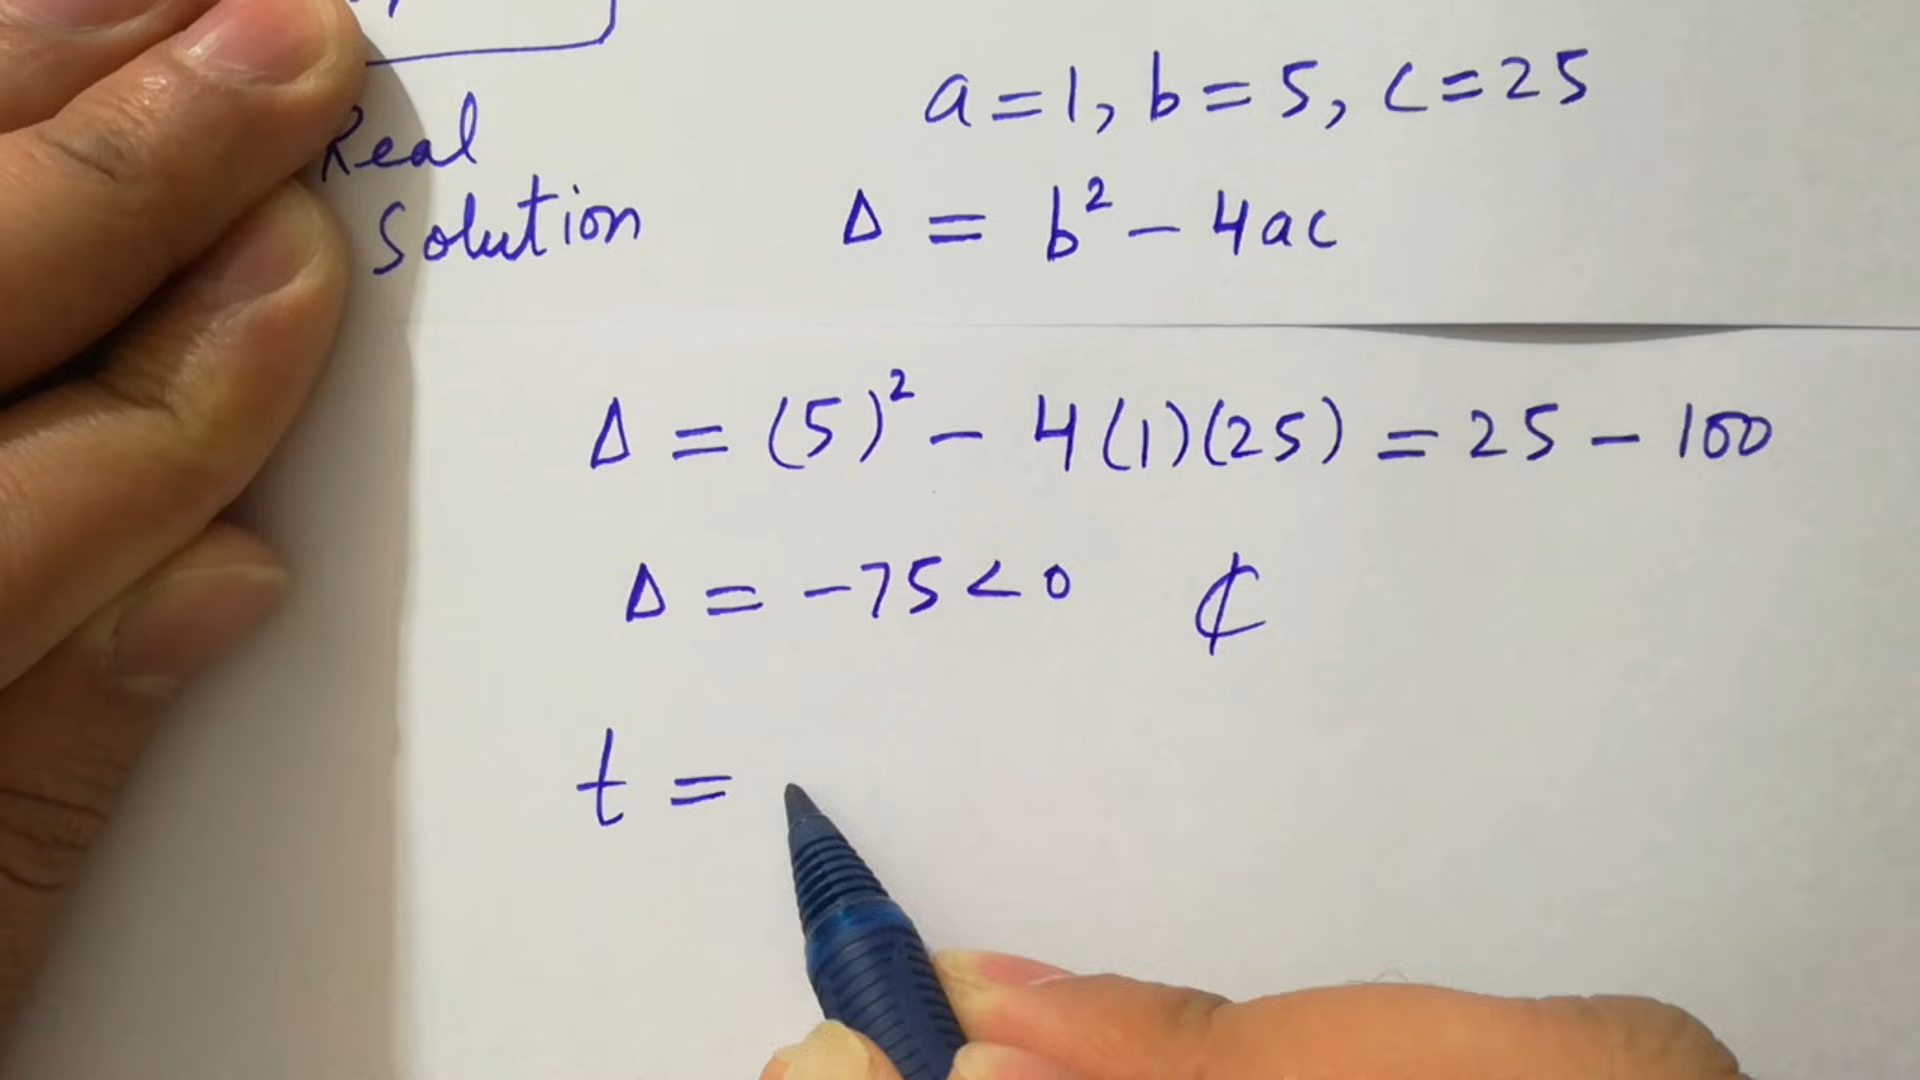 a=1, b=5, c=25
Real
Solution
Δ = b² - 4ac
Δ = (5)² - 4(1)(25) = 25 - 100
Δ = -75<0 ₵
t =